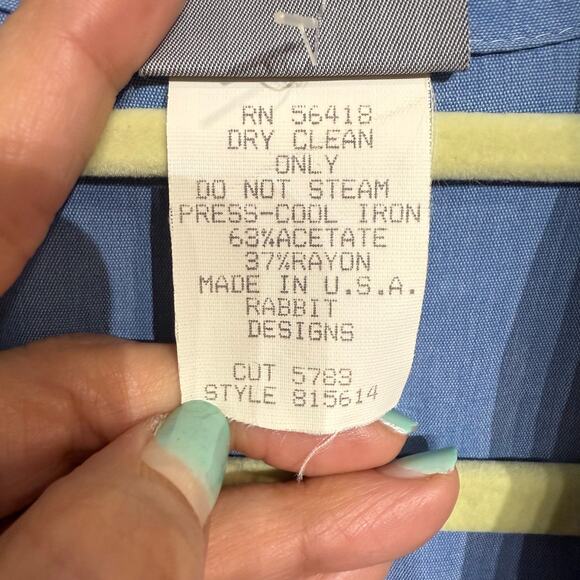 RN 56418
DRY CLEAN
ONLY
DO NOT STEAM
PRESS-COOL IRON
63%ACETATE
37%RAYON
MADE IN U.S.A.
RABBIT
DESIGNS
CUT 5783
STYLE 815614